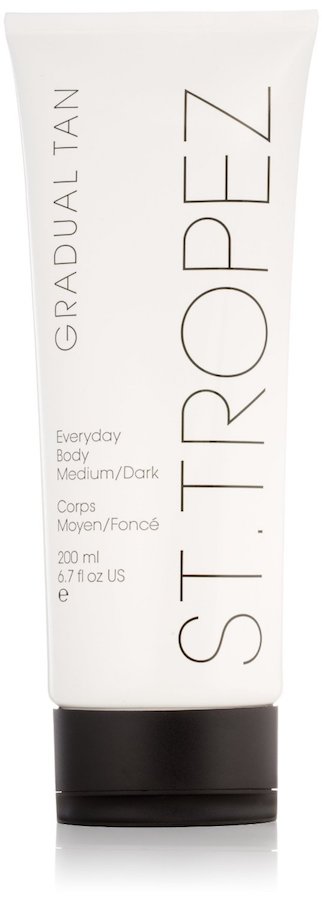 GRADUAL TAN
ST.TROPEZ
Everyday
Body
Medium/Dark
Corps
Moyen/Foncé
200 ml
6.7 fl oz US
℮